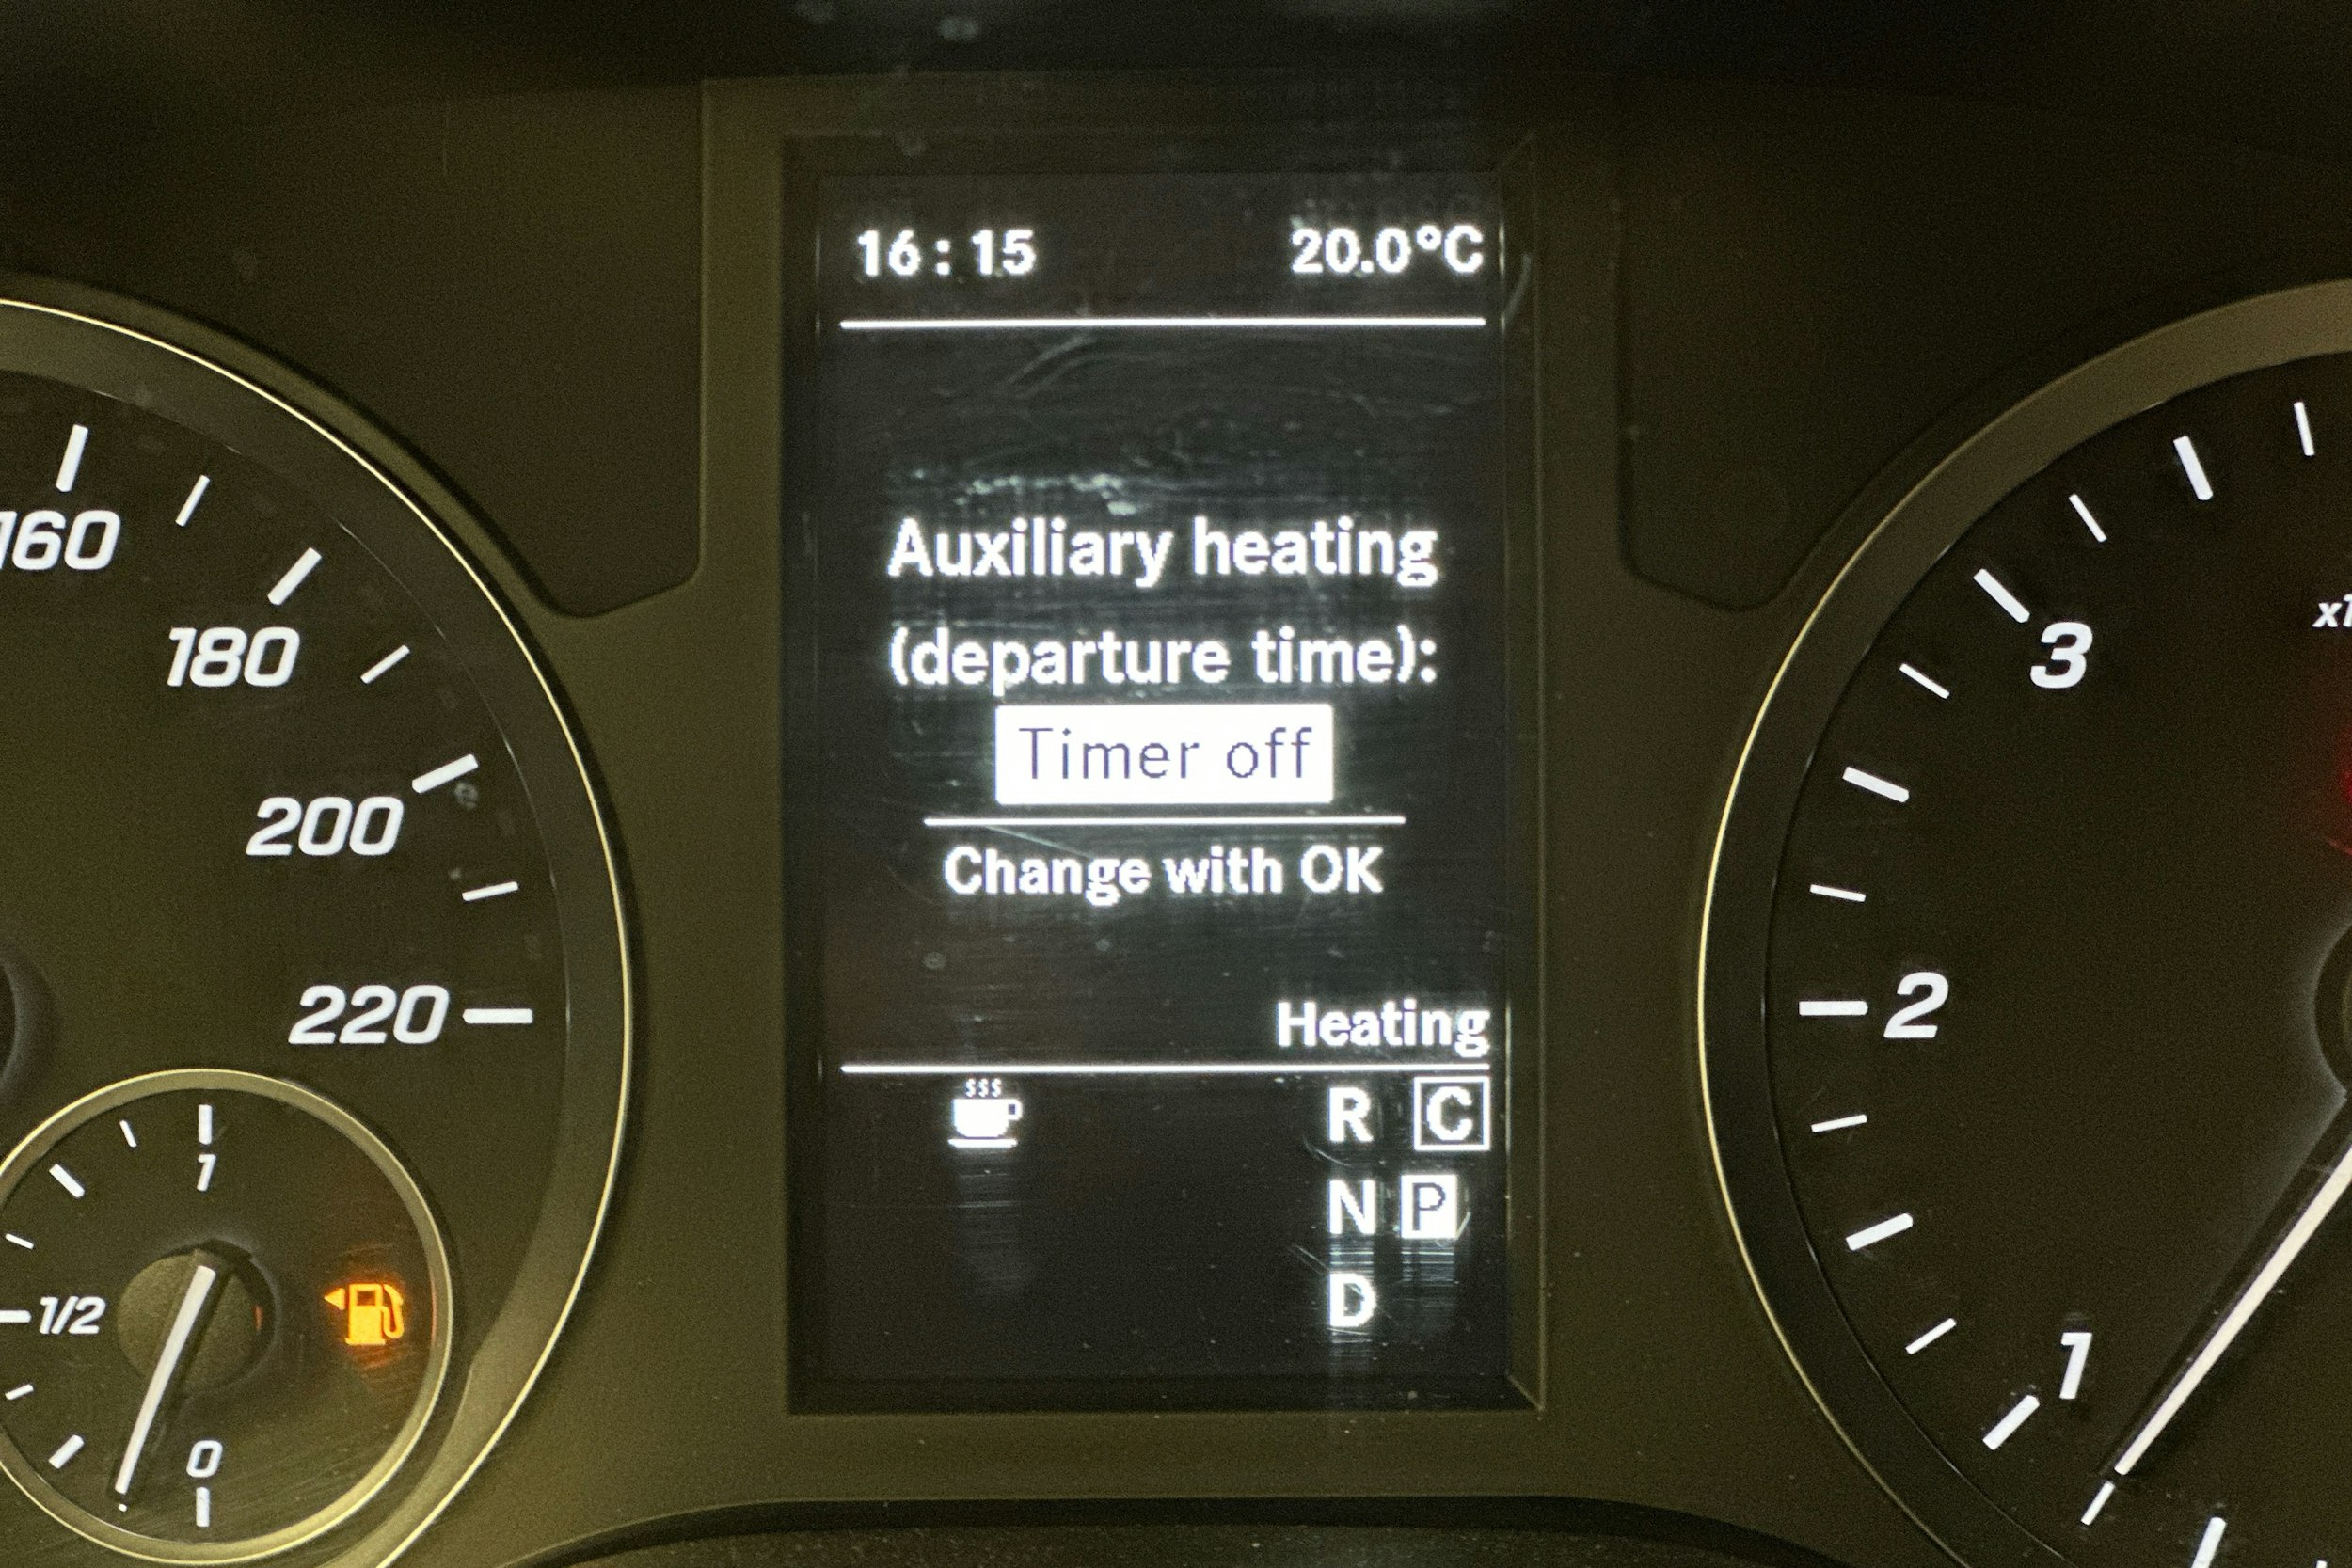 16:15 20.0°C
Auxiliary heating
(departure time):
Timer off
Change with OK
Heating
R C
N P
D
160
180
200
220
1
1/2
0
3
2
1